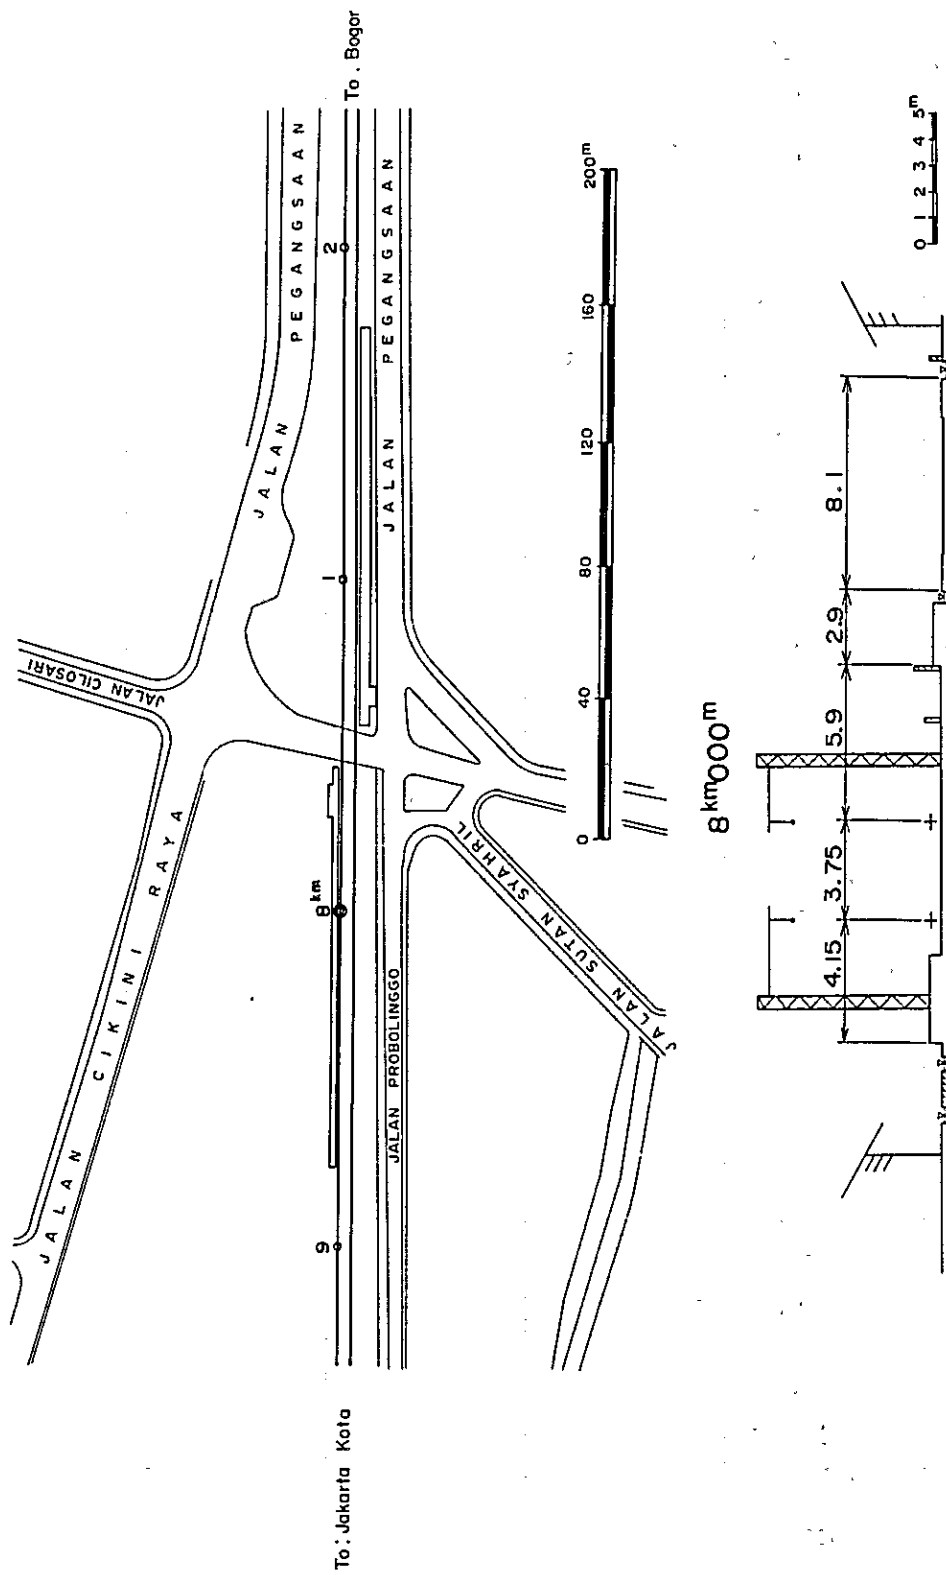 JALAN CILOSARI
JALAN CIKINI RAYA
JALAN PEGANGSAAN
To: Jakarta Kota
9
8km
1
2
To. Bogor
JALAN PROBOLINGGO
JALAN PEGANGSAAN
JALAN SUTAN SYAHRIL
0 40 80 120 160 200m
8km000m
4.15 3.75 5.9 2.9 8.1
0 1 2 3 4 5m